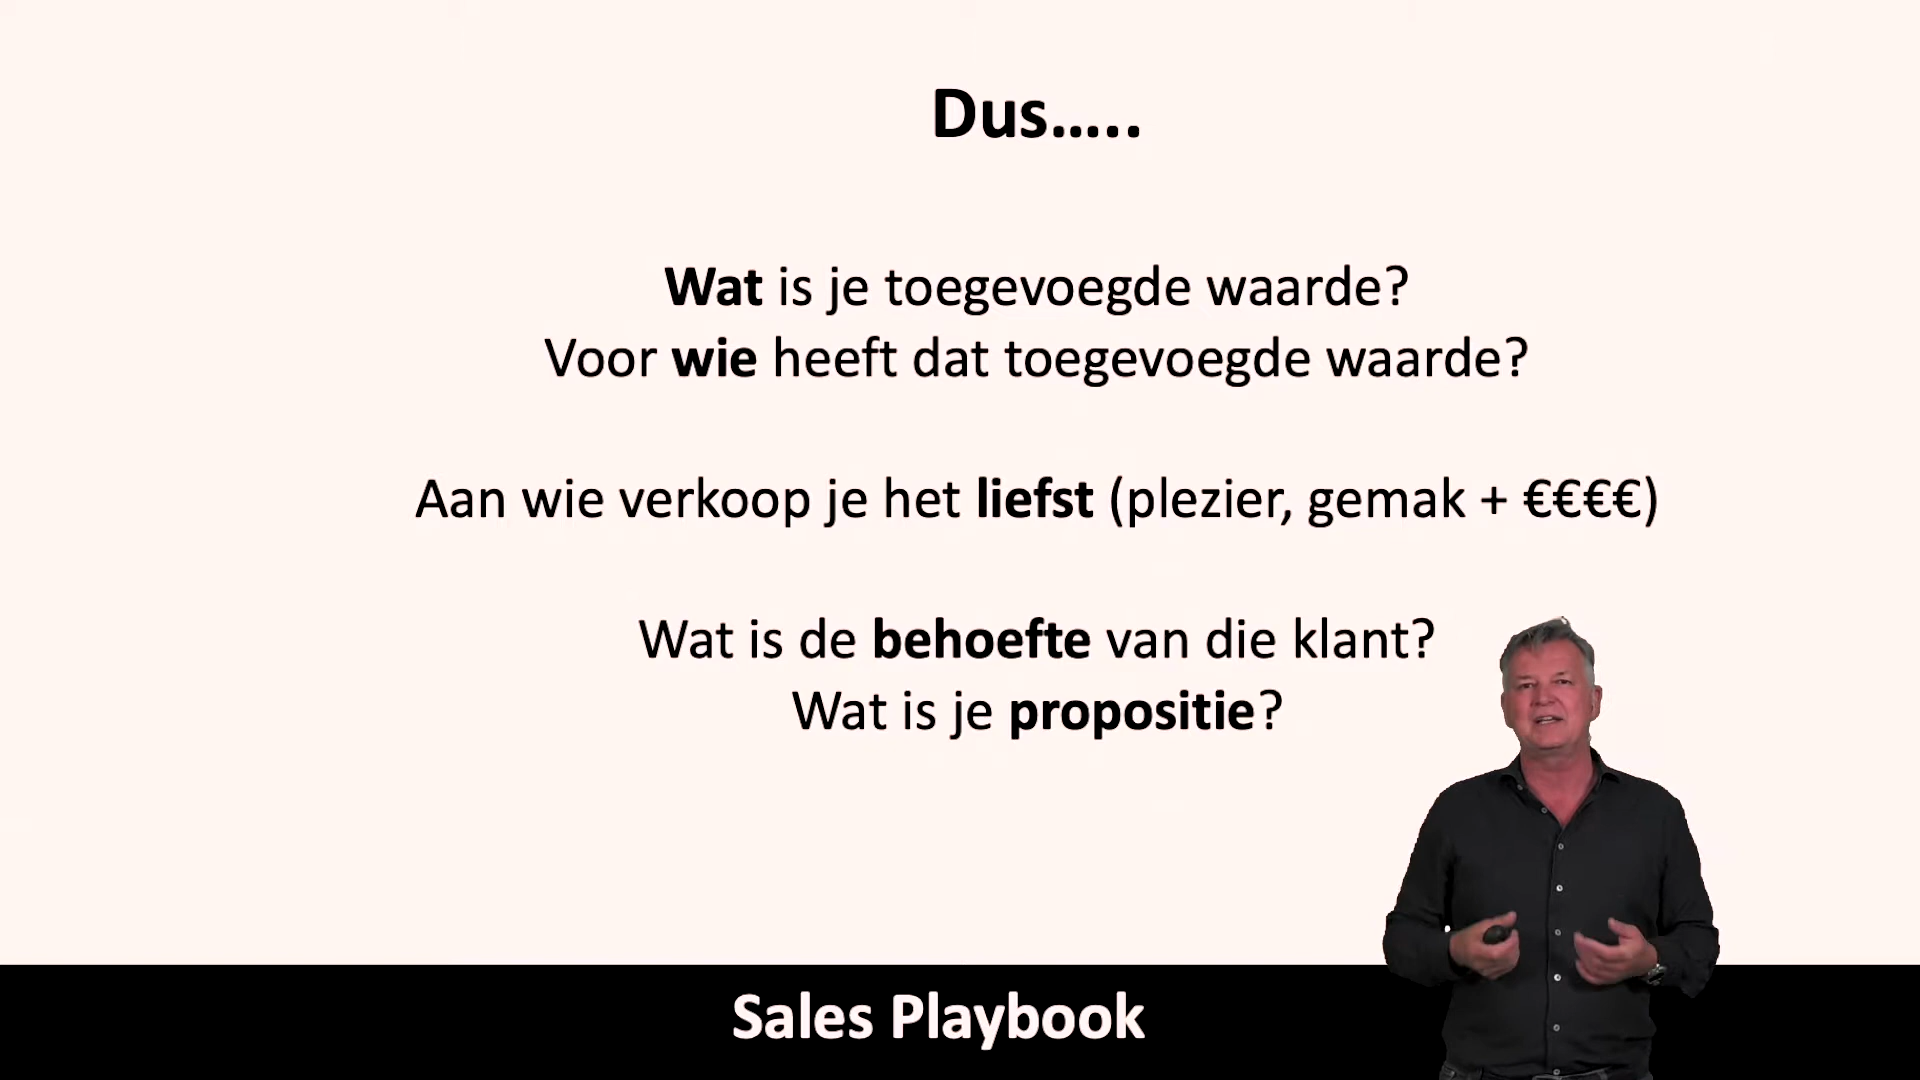 Dus…..
Wat is je toegevoegde waarde?
Voor wie heeft dat toegevoegde waarde?
Aan wie verkoop je het liefst (plezier, gemak + €€€€)
Wat is de behoefte van die klant?
Wat is je propositie?
Sales Playbook